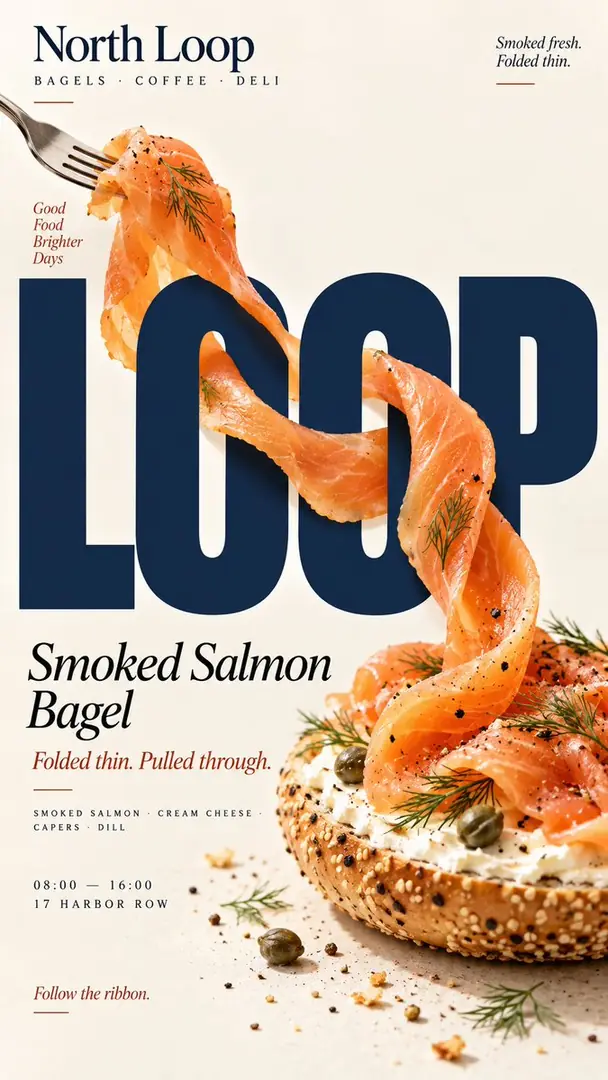 North Loop
BAGELS · COFFEE · DELI
Smoked fresh.
Folded thin.
Good
Food
Brighter
Days
LOOP
Smoked Salmon
Bagel
Folded thin. Pulled through.
SMOKED SALMON · CREAM CHEESE ·
CAPERS · DILL
08:00 — 16:00
17 HARBOR ROW
Follow the ribbon.